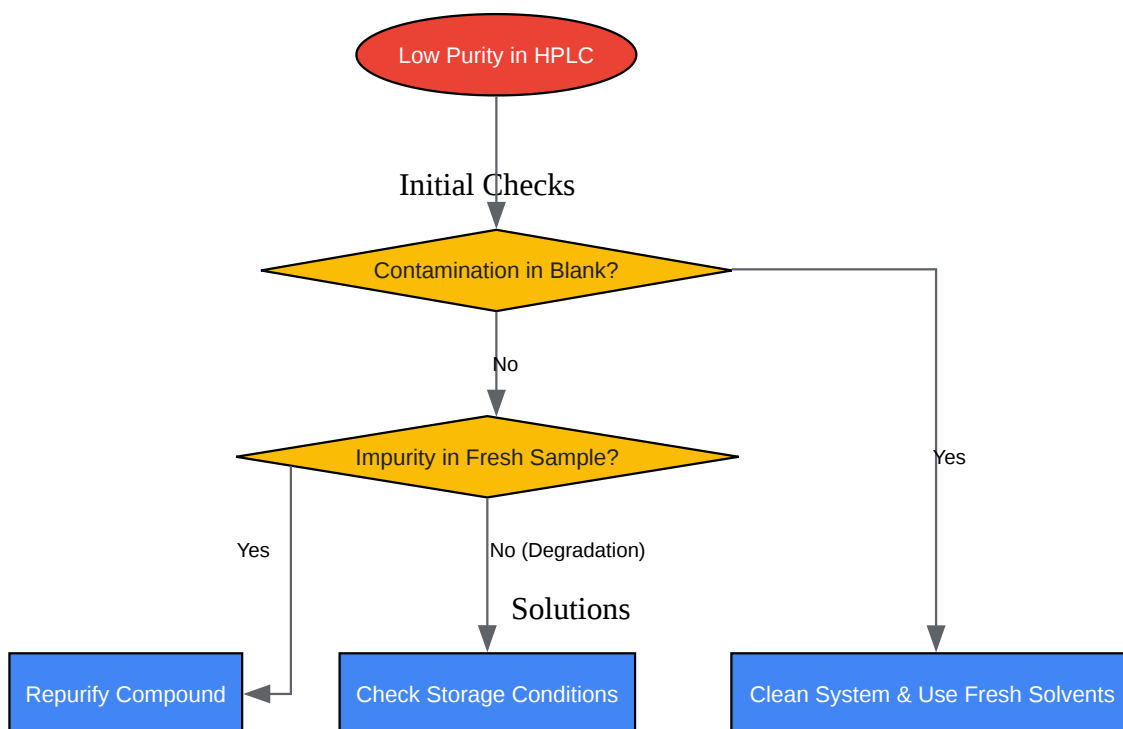 Low Purity in HPLC
Initial Checks
Contamination in Blank?
No
Impurity in Fresh Sample?
Yes
Yes
No (Degradation)
Solutions
Repurify Compound
Check Storage Conditions
Clean System & Use Fresh Solvents